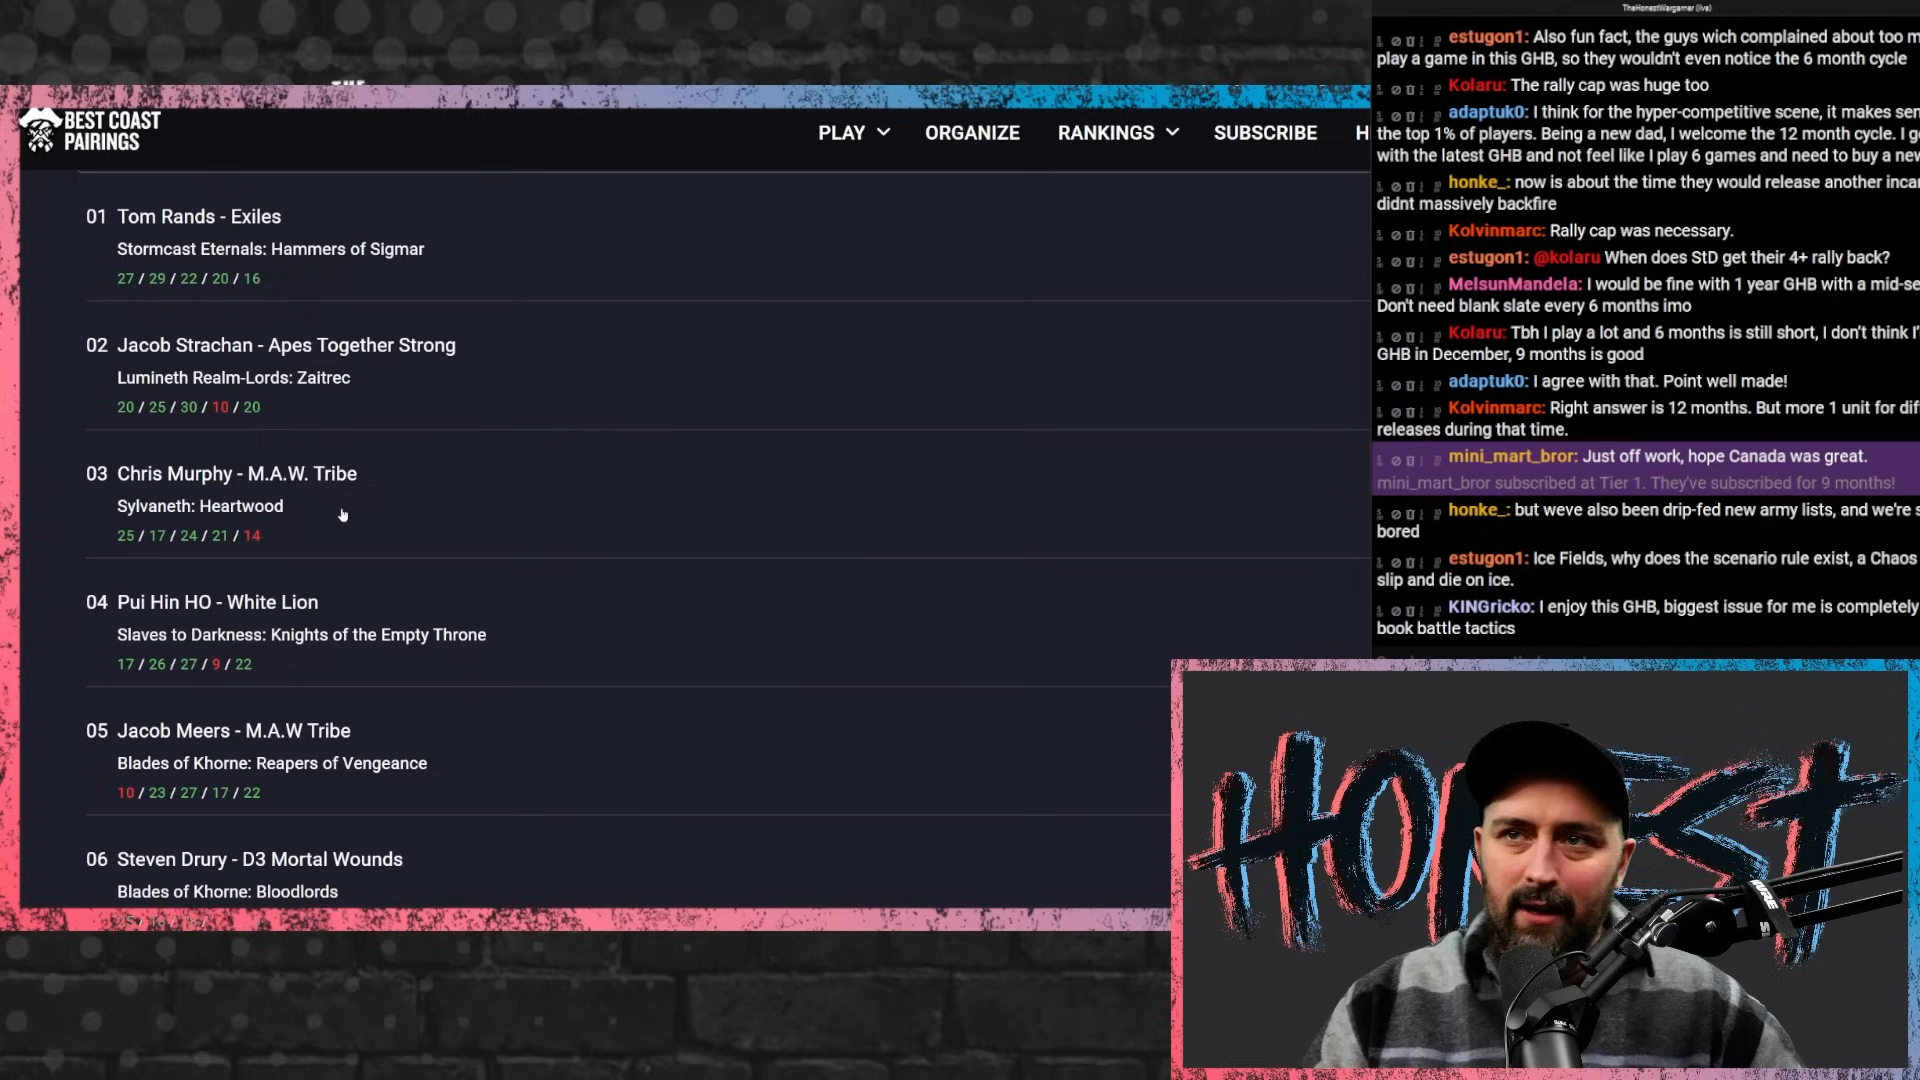 TheHonestWargamer (live)
BEST COAST
PAIRINGS
PLAY
ORGANIZE
RANKINGS
SUBSCRIBE
H
01 Tom Rands - Exiles
Stormcast Eternals: Hammers of Sigmar
27 / 29 / 22 / 20 / 16
02 Jacob Strachan - Apes Together Strong
Lumineth Realm-Lords: Zaitrec
20 / 25 / 30 / 10 / 20
03 Chris Murphy - M.A.W. Tribe
Sylvaneth: Heartwood
25 / 17 / 24 / 21 / 14
04 Pui Hin HO - White Lion
Slaves to Darkness: Knights of the Empty Throne
17 / 26 / 27 / 9 / 22
05 Jacob Meers - M.A.W Tribe
Blades of Khorne: Reapers of Vengeance
10 / 23 / 27 / 17 / 22
06 Steven Drury - D3 Mortal Wounds
Blades of Khorne: Bloodlords
estugon1: Also fun fact, the guys wich complained about too m
play a game in this GHB, so they wouldn't even notice the 6 month cycle
Kolaru: The rally cap was huge too
adaptuk0: I think for the hyper-competitive scene, it makes sen
the top 1% of players. Being a new dad, I welcome the 12 month cycle. I g
with the latest GHB and not feel like I play 6 games and need to buy a new
honke_: now is about the time they would release another incar
didnt massively backfire
Kolvinmarc: Rally cap was necessary.
estugon1: @kolaru When does StD get their 4+ rally back?
MelsunMandela: I would be fine with 1 year GHB with a mid-se
Don't need blank slate every 6 months imo
Kolaru: Tbh I play a lot and 6 months is still short, I don't think I'
GHB in December, 9 months is good
adaptuk0: I agree with that. Point well made!
Kolvinmarc: Right answer is 12 months. But more 1 unit for dif
releases during that time.
mini_mart_bror: Just off work, hope Canada was great.
mini_mart_bror subscribed at Tier 1. They've subscribed for 9 months!
honke_: but weve also been drip-fed new army lists, and we're s
bored
estugon1: Ice Fields, why does the scenario rule exist, a Chaos
slip and die on ice.
KINGricko: I enjoy this GHB, biggest issue for me is completely
book battle tactics
HONEST
SHURE